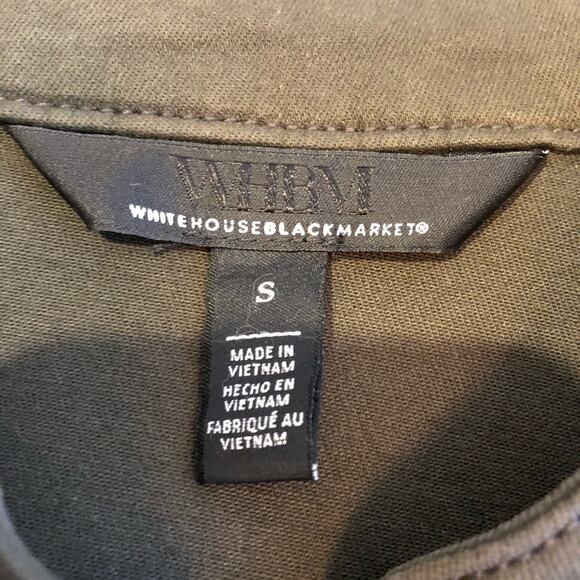 WHBM
WHITEHOUSEBLACKMARKET®
S
MADE IN
VIETNAM
HECHO EN
VIETNAM
FABRIQUÉ AU
VIETNAM